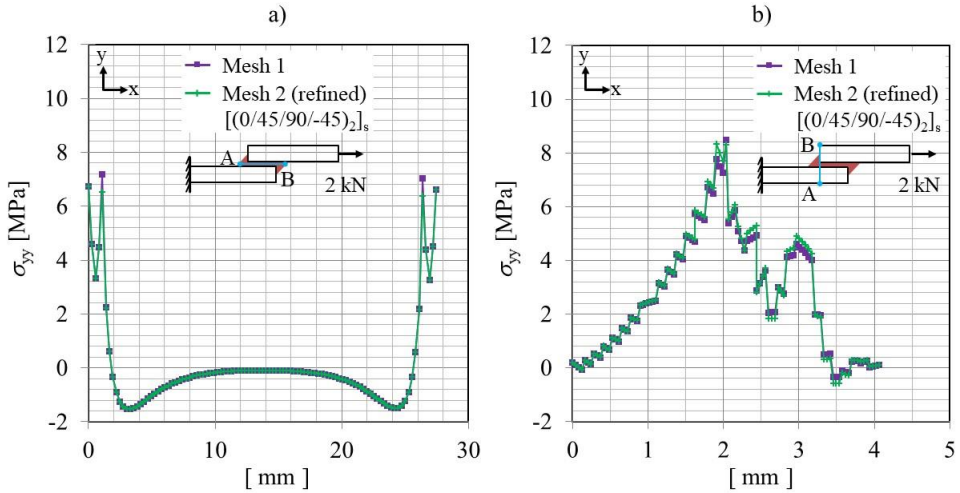 a)
12
10
8
6
4
2
0
-2
σyy [MPa]
y
x
Mesh 1
Mesh 2 (refined)
[(0/45/90/-45)₂]ₛ
A
B
2 kN
0
10
20
30
[ mm ]
b)
12
10
8
6
4
2
0
-2
σyy [MPa]
y
x
Mesh 1
Mesh 2 (refined)
[(0/45/90/-45)₂]ₛ
B
A
2 kN
0
1
2
3
4
5
[ mm ]